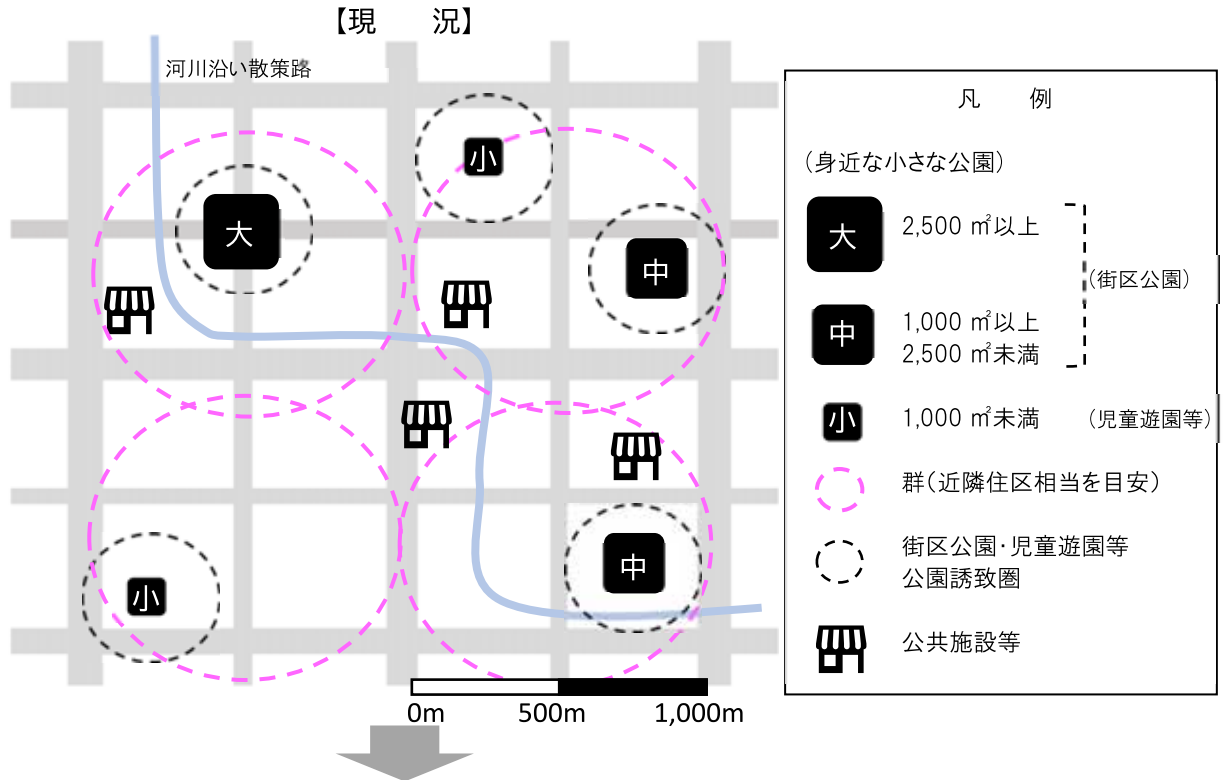 【現　　況】
河川沿い散策路
小
大
中
中
小
0m 500m 1,000m
凡　　例
(身近な小さな公園)
大 2,500 ㎡以上
(街区公園)
中 1,000 ㎡以上
2,500 ㎡未満
小 1,000 ㎡未満 (児童遊園等)
群(近隣住区相当を目安)
街区公園・児童遊園等
公園誘致圏
公共施設等